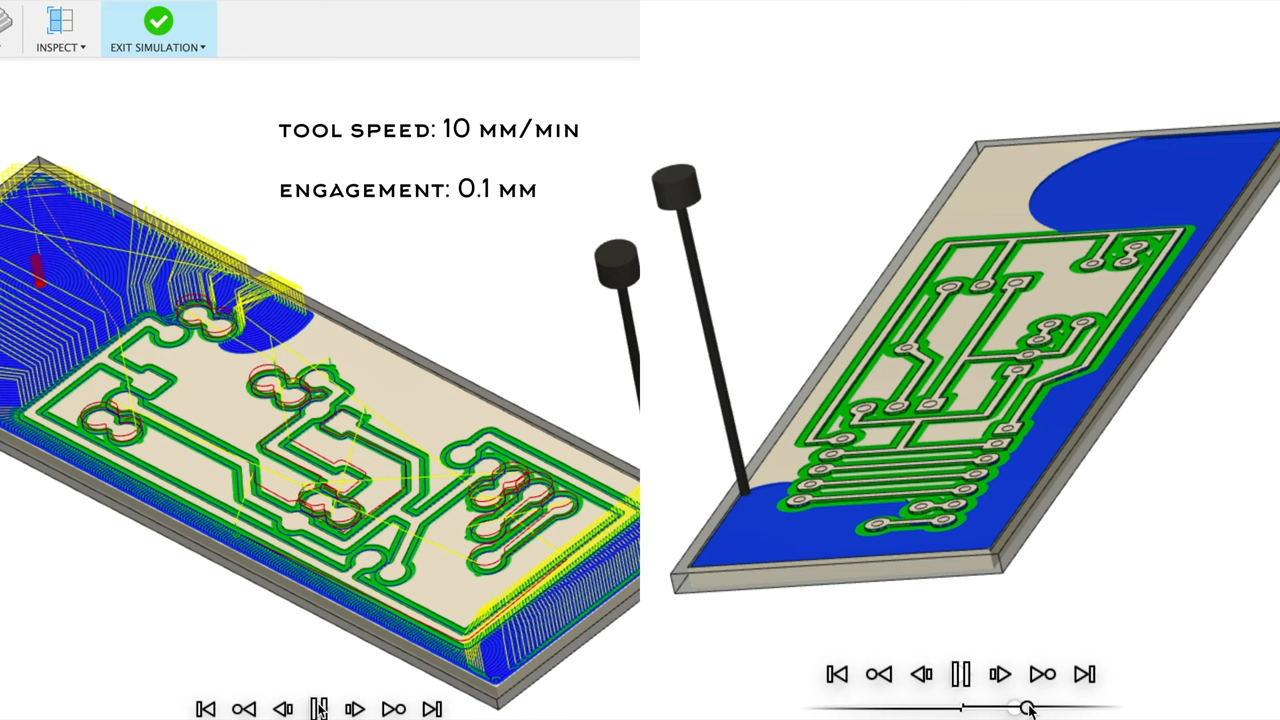 INSPECT▾
EXIT SIMULATION▾
TOOL SPEED: 10 MM/MIN
ENGAGEMENT: 0.1 MM